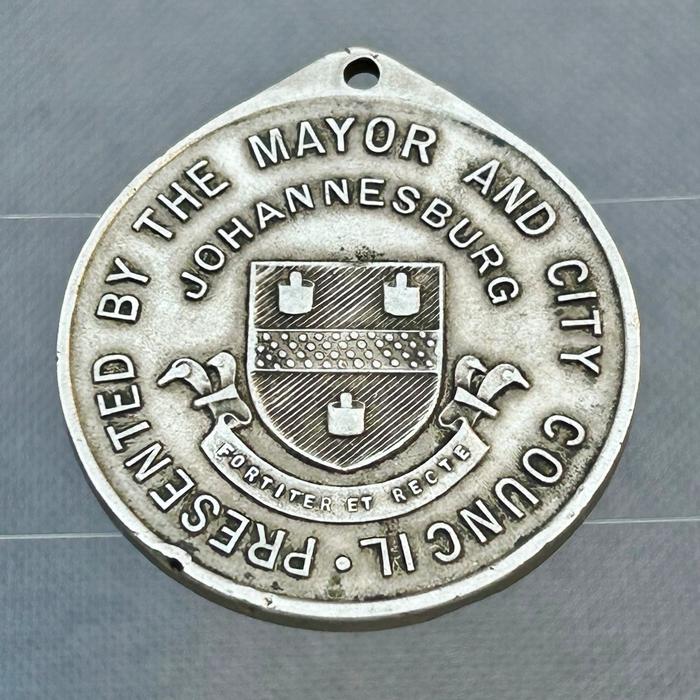 PRESENTED BY THE MAYOR AND CITY COUNCIL •
JOHANNESBURG
FORTITER ET RECTE